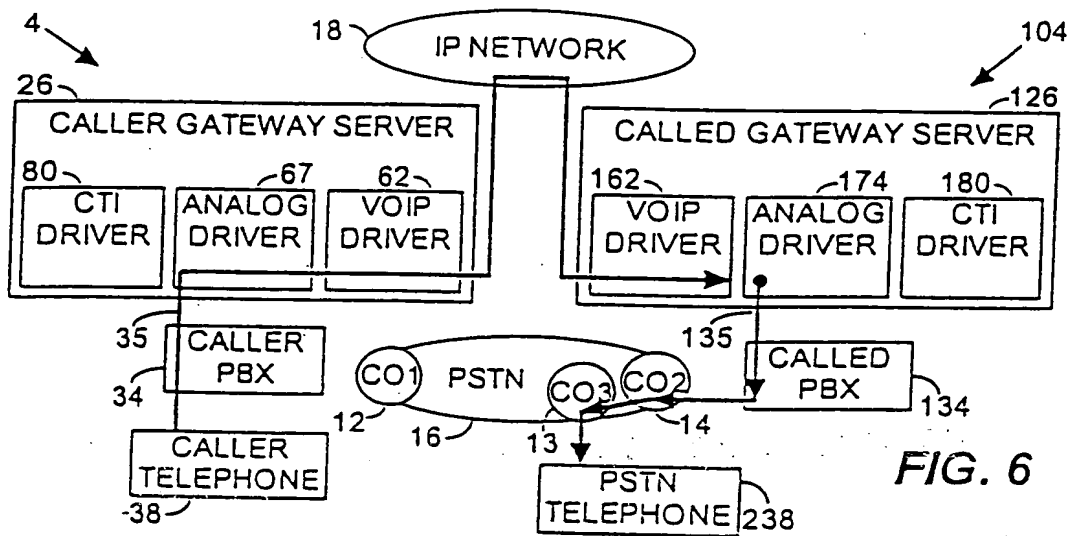 4
18
IP NETWORK
104
26
CALLER GATEWAY SERVER
80
CTI
DRIVER
67
ANALOG
DRIVER
62
VOIP
DRIVER
126
CALLED GATEWAY SERVER
162
VOIP
DRIVER
174
ANALOG
DRIVER
180
CTI
DRIVER
35
CALLER
PBX
34
CALLER
TELEPHONE
38
CO1
12
PSTN
16
CO3
13
CO2
14
135
CALLED
PBX
134
PSTN
TELEPHONE
238
FIG. 6